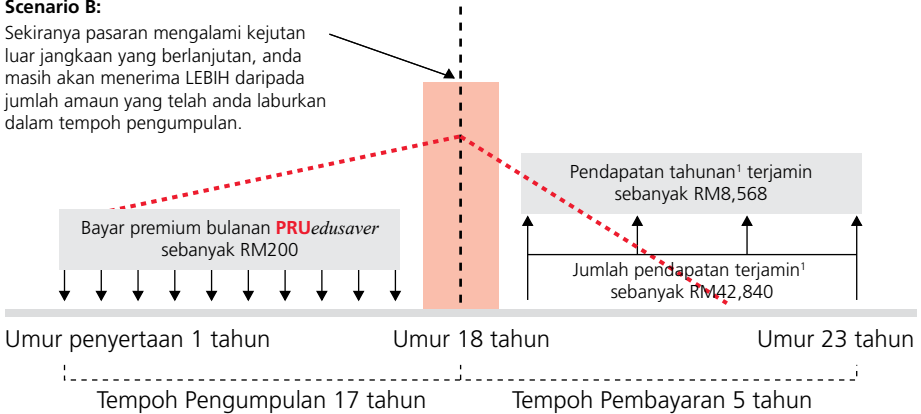 Scenario B:
Sekiranya pasaran mengalami kejutan
luar jangkaan yang berlanjutan, anda
masih akan menerima LEBIH daripada
jumlah amaun yang telah anda laburkan
dalam tempoh pengumpulan.
Bayar premium bulanan PRUedusaver
sebanyak RM200
Pendapatan tahunan¹ terjamin
sebanyak RM8,568
Jumlah pendapatan terjamin¹
sebanyak RM42,840
Umur penyertaan 1 tahun
Umur 18 tahun
Umur 23 tahun
Tempoh Pengumpulan 17 tahun
Tempoh Pembayaran 5 tahun